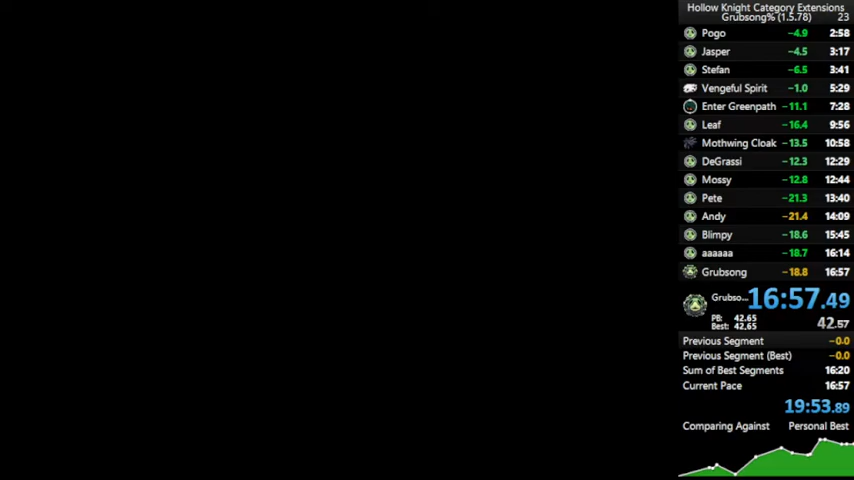 Hollow Knight Category Extensions
Grubsong% (1.5.78) 23
Pogo −4.9 2:58
Jasper −4.5 3:17
Stefan −6.5 3:41
Vengeful Spirit −1.0 5:29
Enter Greenpath −11.1 7:28
Leaf −16.4 9:56
Mothwing Cloak −13.5 10:58
DeGrassi −12.3 12:29
Mossy −12.8 12:44
Pete −21.3 13:40
Andy −21.4 14:09
Blimpy −18.6 15:45
aaaaaa −18.7 16:14
Grubsong −18.8 16:57
Grubso... 16:57.49
PB: 42.65
Best: 42.65 42.57
Previous Segment −0.0
Previous Segment (Best) −0.0
Sum of Best Segments 16:20
Current Pace 16:57
19:53.89
Comparing Against Personal Best